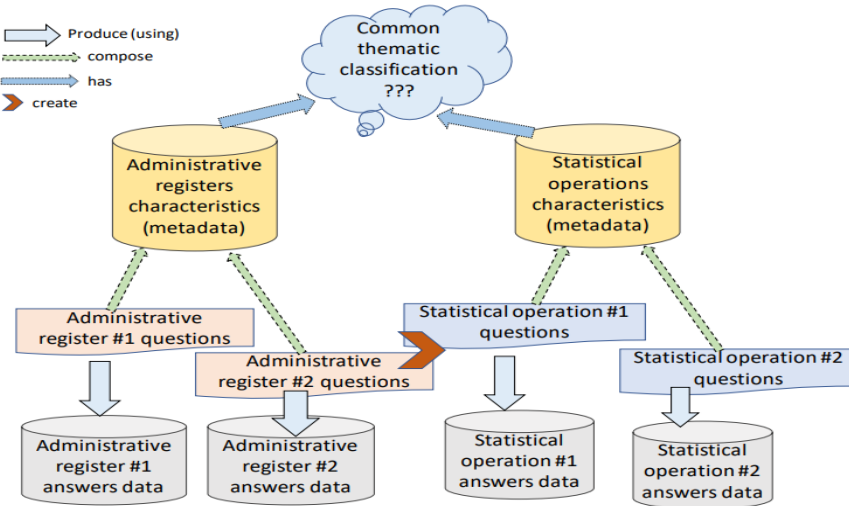 Produce (using)
compose
has
create
Common
thematic
classification
???
Administrative
registers
characteristics
(metadata)
Statistical
operations
characteristics
(metadata)
Administrative
register #1 questions
Administrative
register #2 questions
Statistical operation #1
questions
Statistical operation #2
questions
Administrative
register #1
answers data
Administrative
register #2
answers data
Statistical
operation #1
answers data
Statistical
operation #2
answers data